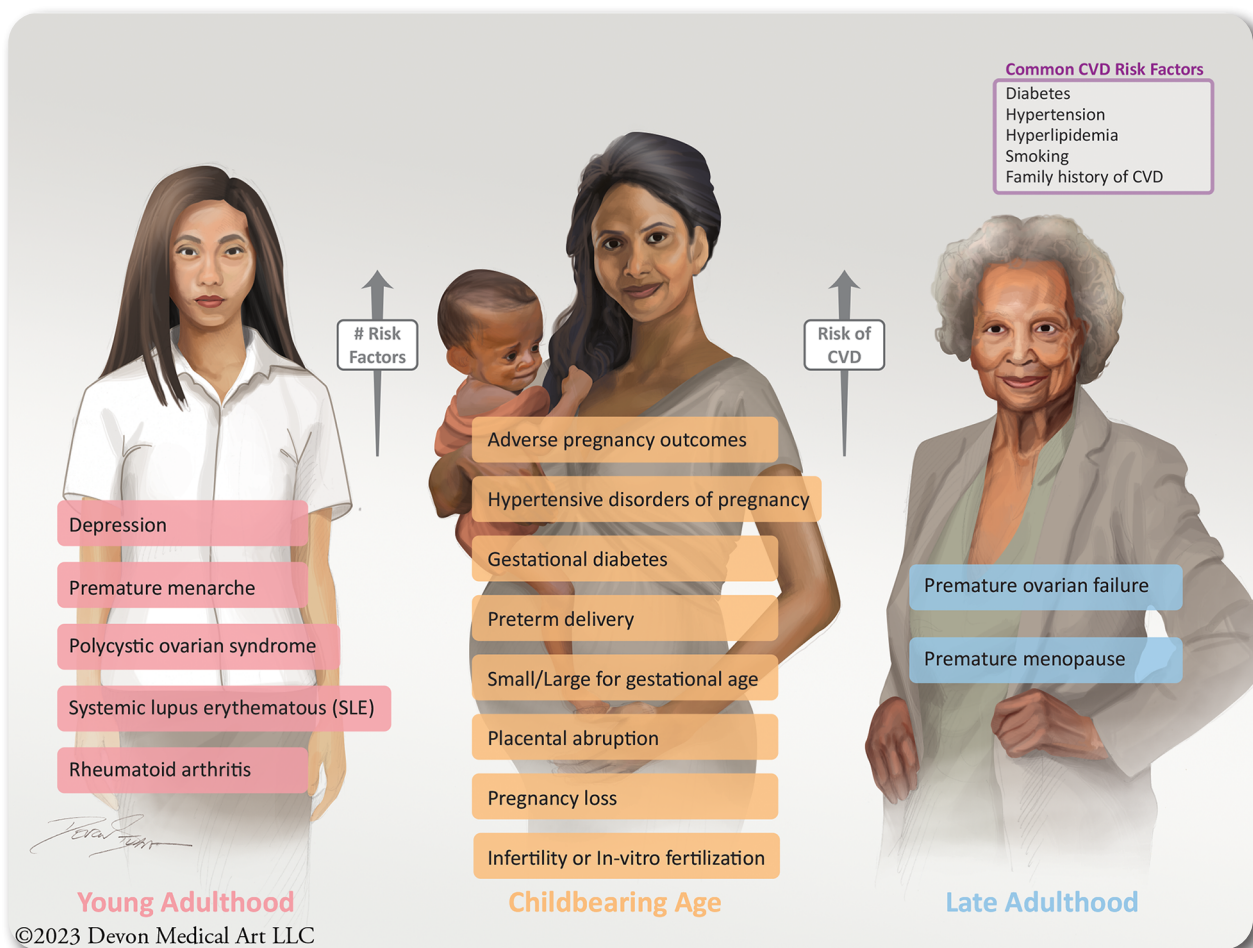 Common CVD Risk Factors
Diabetes
Hypertension
Hyperlipidemia
Smoking
Family history of CVD
# Risk
Factors
Risk of
CVD
Depression
Premature menarche
Polycystic ovarian syndrome
Systemic lupus erythematous (SLE)
Rheumatoid arthritis
Adverse pregnancy outcomes
Hypertensive disorders of pregnancy
Gestational diabetes
Preterm delivery
Small/Large for gestational age
Placental abruption
Pregnancy loss
Infertility or In-vitro fertilization
Premature ovarian failure
Premature menopause
Young Adulthood
Childbearing Age
Late Adulthood
©2023 Devon Medical Art LLC